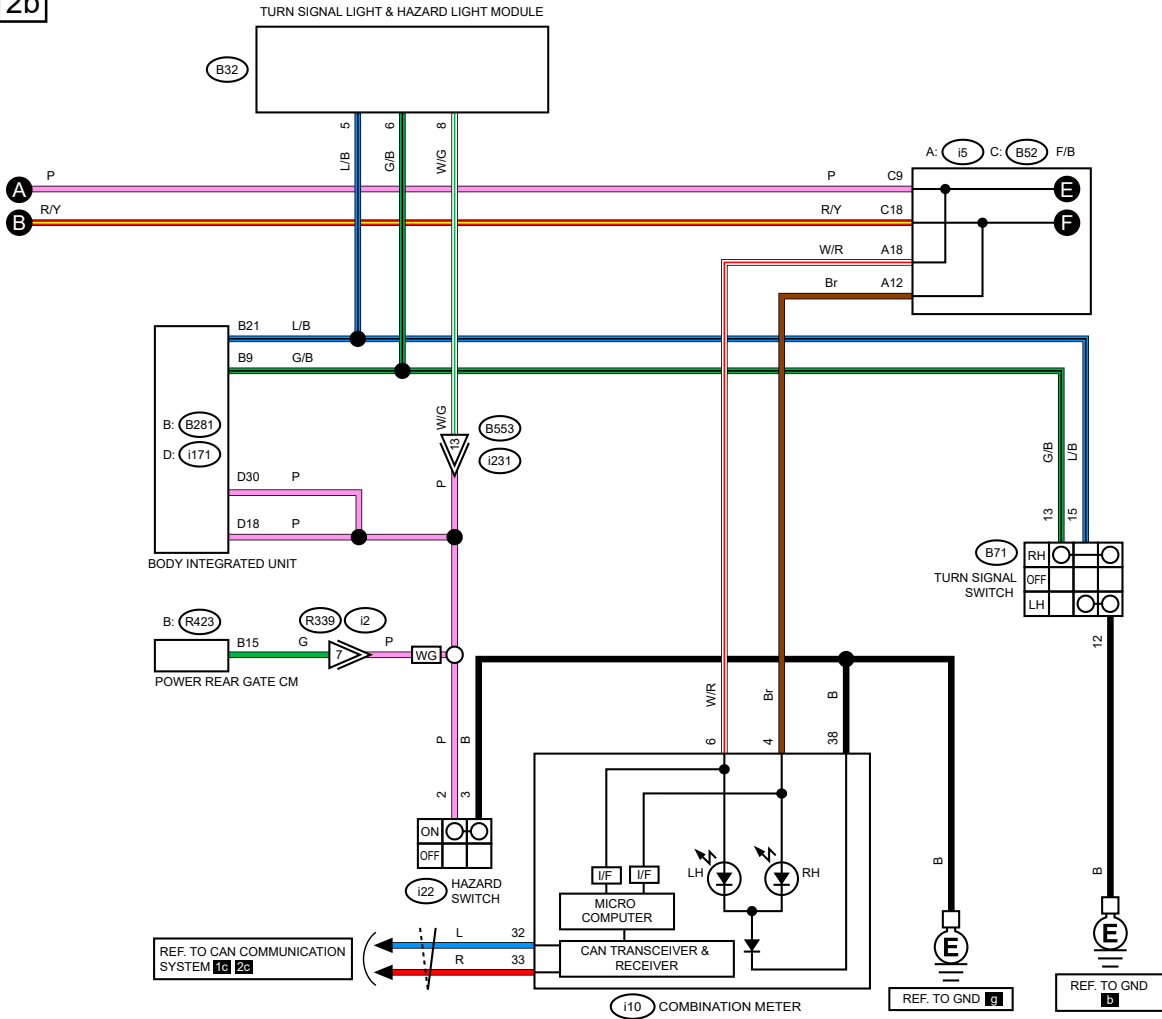 2b
TURN SIGNAL LIGHT & HAZARD LIGHT MODULE
B32
5
6
8
L/B
G/B
W/G
A: i5 C: B52 F/B
A
P
P
C9
E
B
R/Y
R/Y
C18
F
W/R
A18
Br
A12
B21
L/B
B9
G/B
B: B281
D: i171
W/G
13
B553
i231
P
D30
P
D18
P
BODY INTEGRATED UNIT
G/B
L/B
13
15
B71
TURN SIGNAL
SWITCH
RH
OFF
LH
12
B: R423
R339
i2
B15
G
7
P
WG
POWER REAR GATE CM
W/R
Br
B
6
4
38
P
B
2
3
ON
OFF
i22
HAZARD
SWITCH
I/F
I/F
LH
RH
MICRO
COMPUTER
CAN TRANSCEIVER &
RECEIVER
L
32
R
33
REF. TO CAN COMMUNICATION
SYSTEM 1c 2c
i10
COMBINATION METER
B
E
REF. TO GND g
B
E
REF. TO GND
b